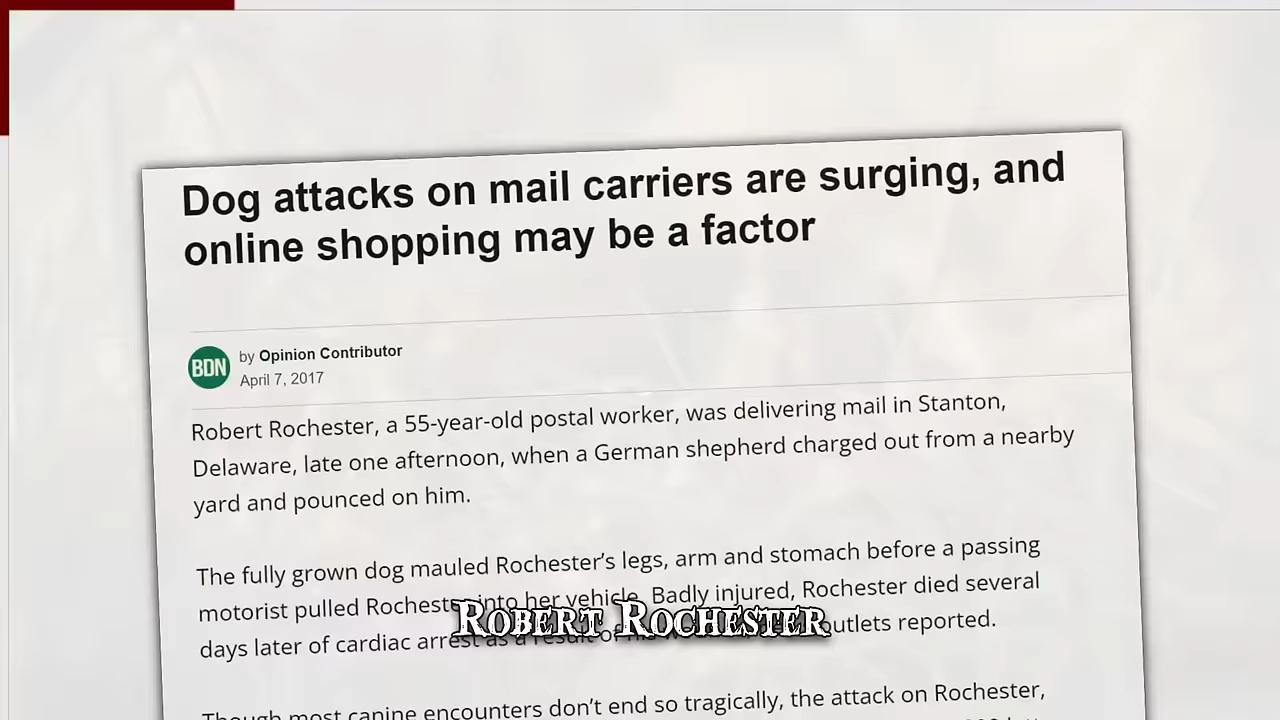 Dog attacks on mail carriers are surging, and
online shopping may be a factor
BDN
by Opinion Contributor
April 7, 2017
Robert Rochester, a 55-year-old postal worker, was delivering mail in Stanton,
Delaware, late one afternoon, when a German shepherd charged out from a nearby
yard and pounced on him.
The fully grown dog mauled Rochester's legs, arm and stomach before a passing
motorist pulled Rochester into her vehicle. Badly injured, Rochester died several
days later of cardiac arrest as a result of outlets reported.
Robert Rochester
Though most canine encounters don't end so tragically, the attack on Rochester,